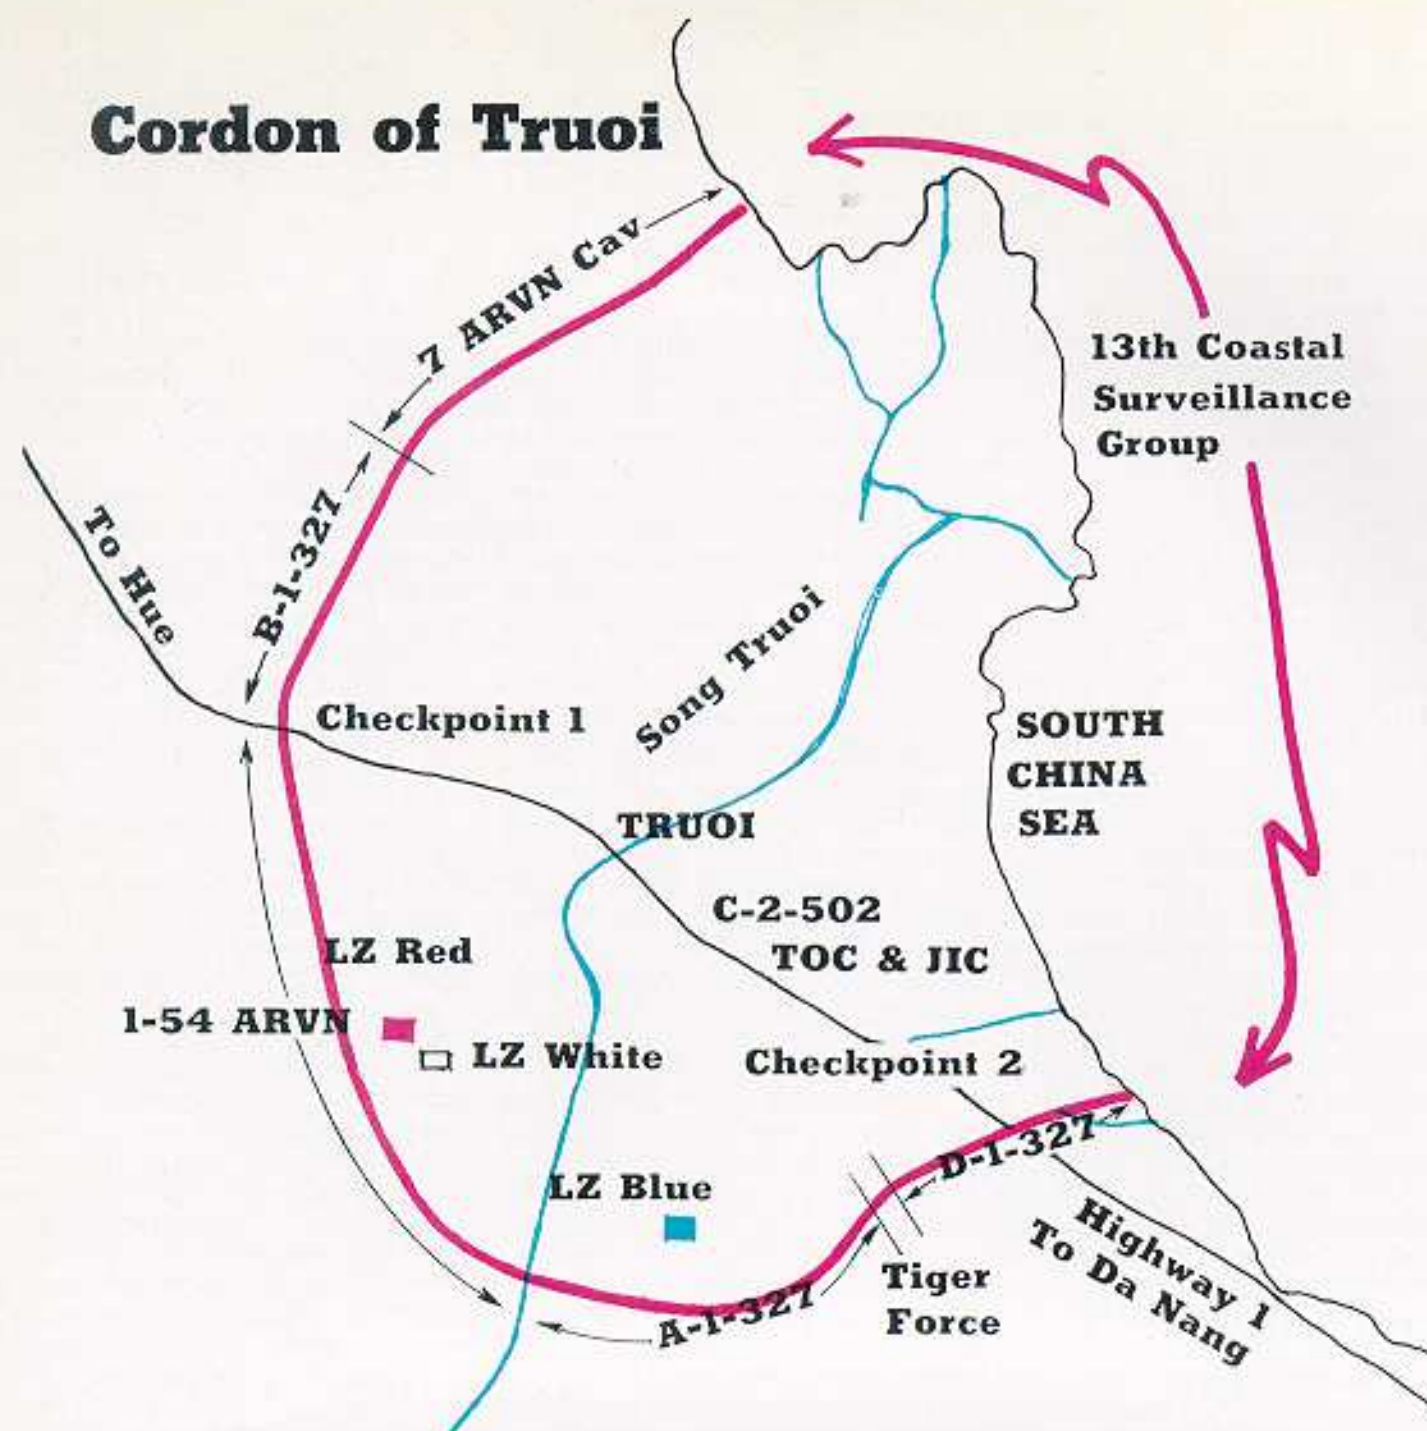 Cordon of Truoi
7 ARVN Cav
13th Coastal
Surveillance
Group
To Hue
B-1-327
Song Truoi
Checkpoint 1
SOUTH
CHINA
SEA
TRUOI
C-2-502
TOC & JIC
LZ Red
1-54 ARVN
LZ White
Checkpoint 2
D-1-327
LZ Blue
Highway 1
To Da Nang
Tiger
Force
A-1-327